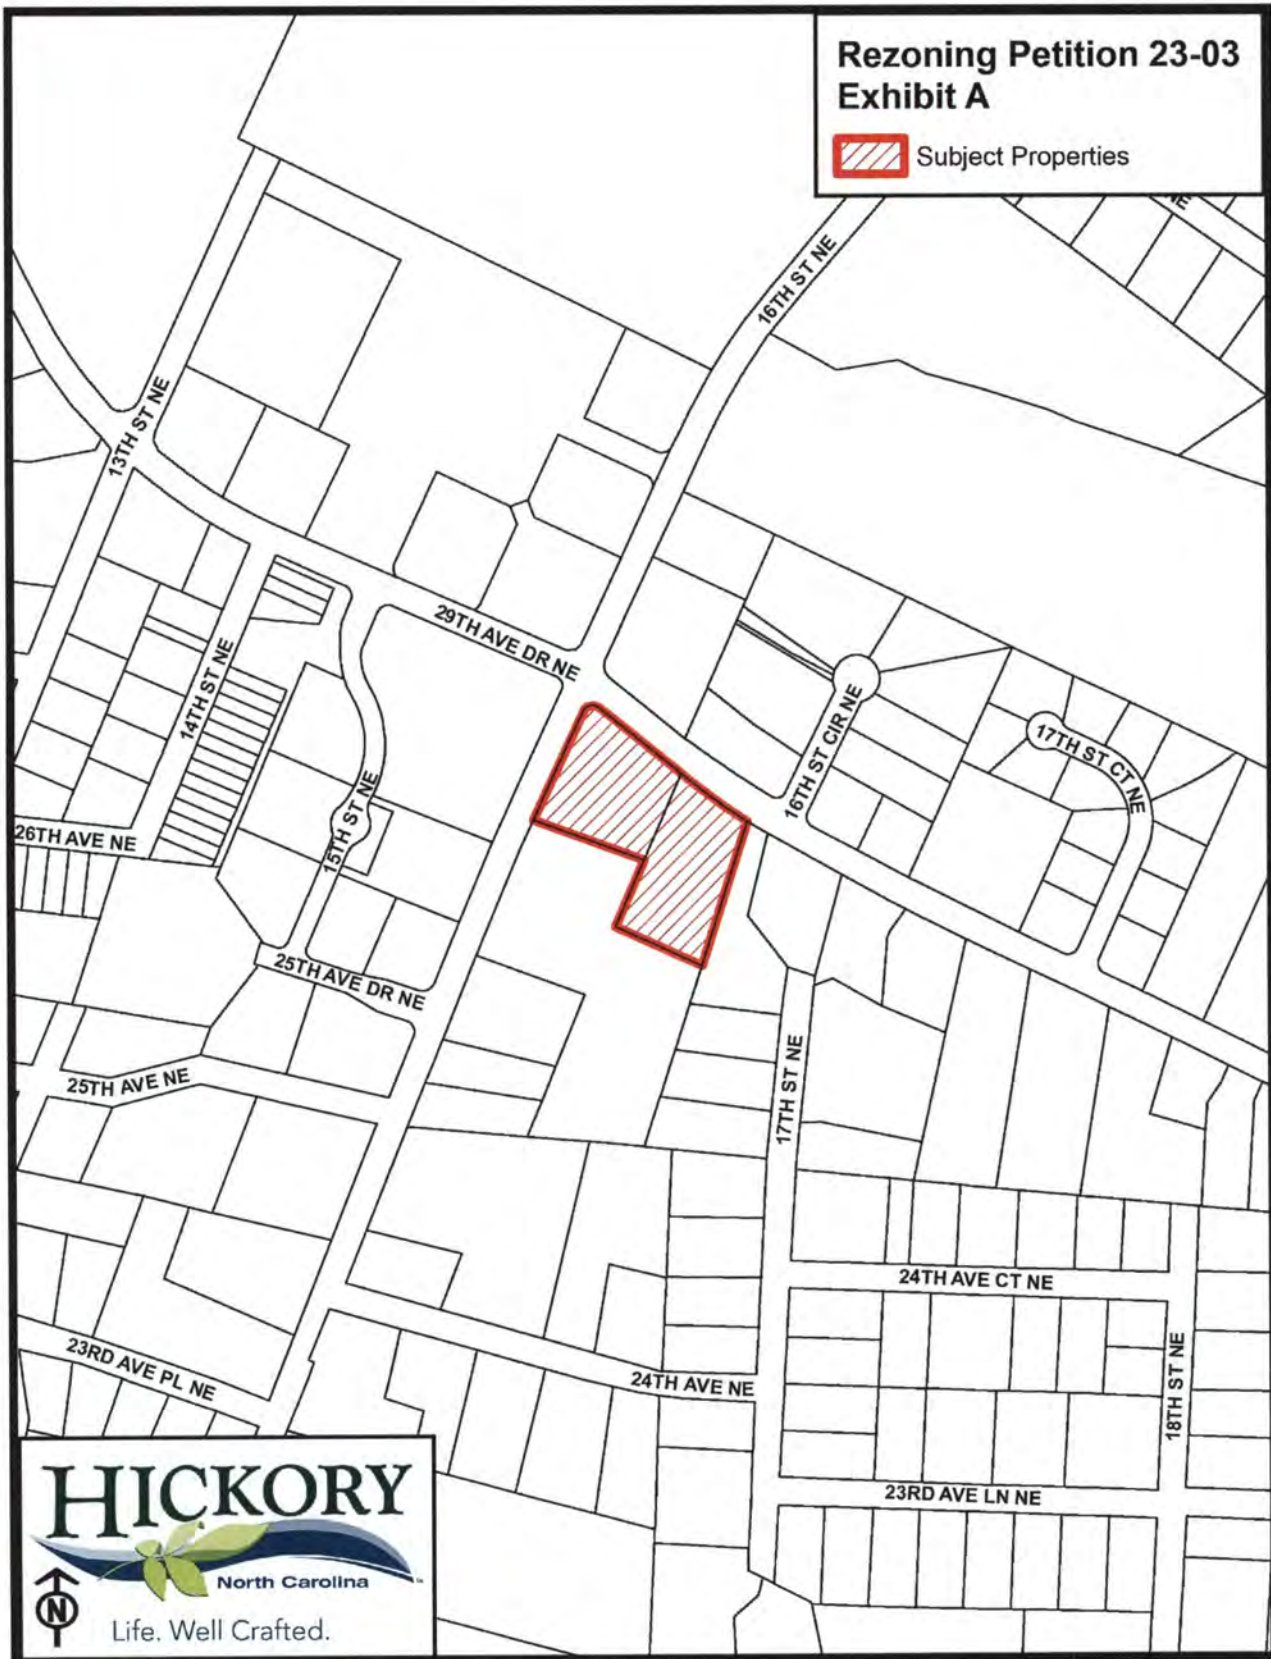 Rezoning Petition 23-03
Exhibit A
Subject Properties
NE
16TH ST NE
13TH ST NE
29TH AVE DR NE
14TH ST NE
16TH ST CIR NE
17TH ST CT NE
15TH ST NE
26TH AVE NE
25TH AVE DR NE
25TH AVE NE
17TH ST NE
24TH AVE CT NE
23RD AVE PL NE
24TH AVE NE
18TH ST NE
23RD AVE LN NE
HICKORY
North Carolina
N
Life. Well Crafted.